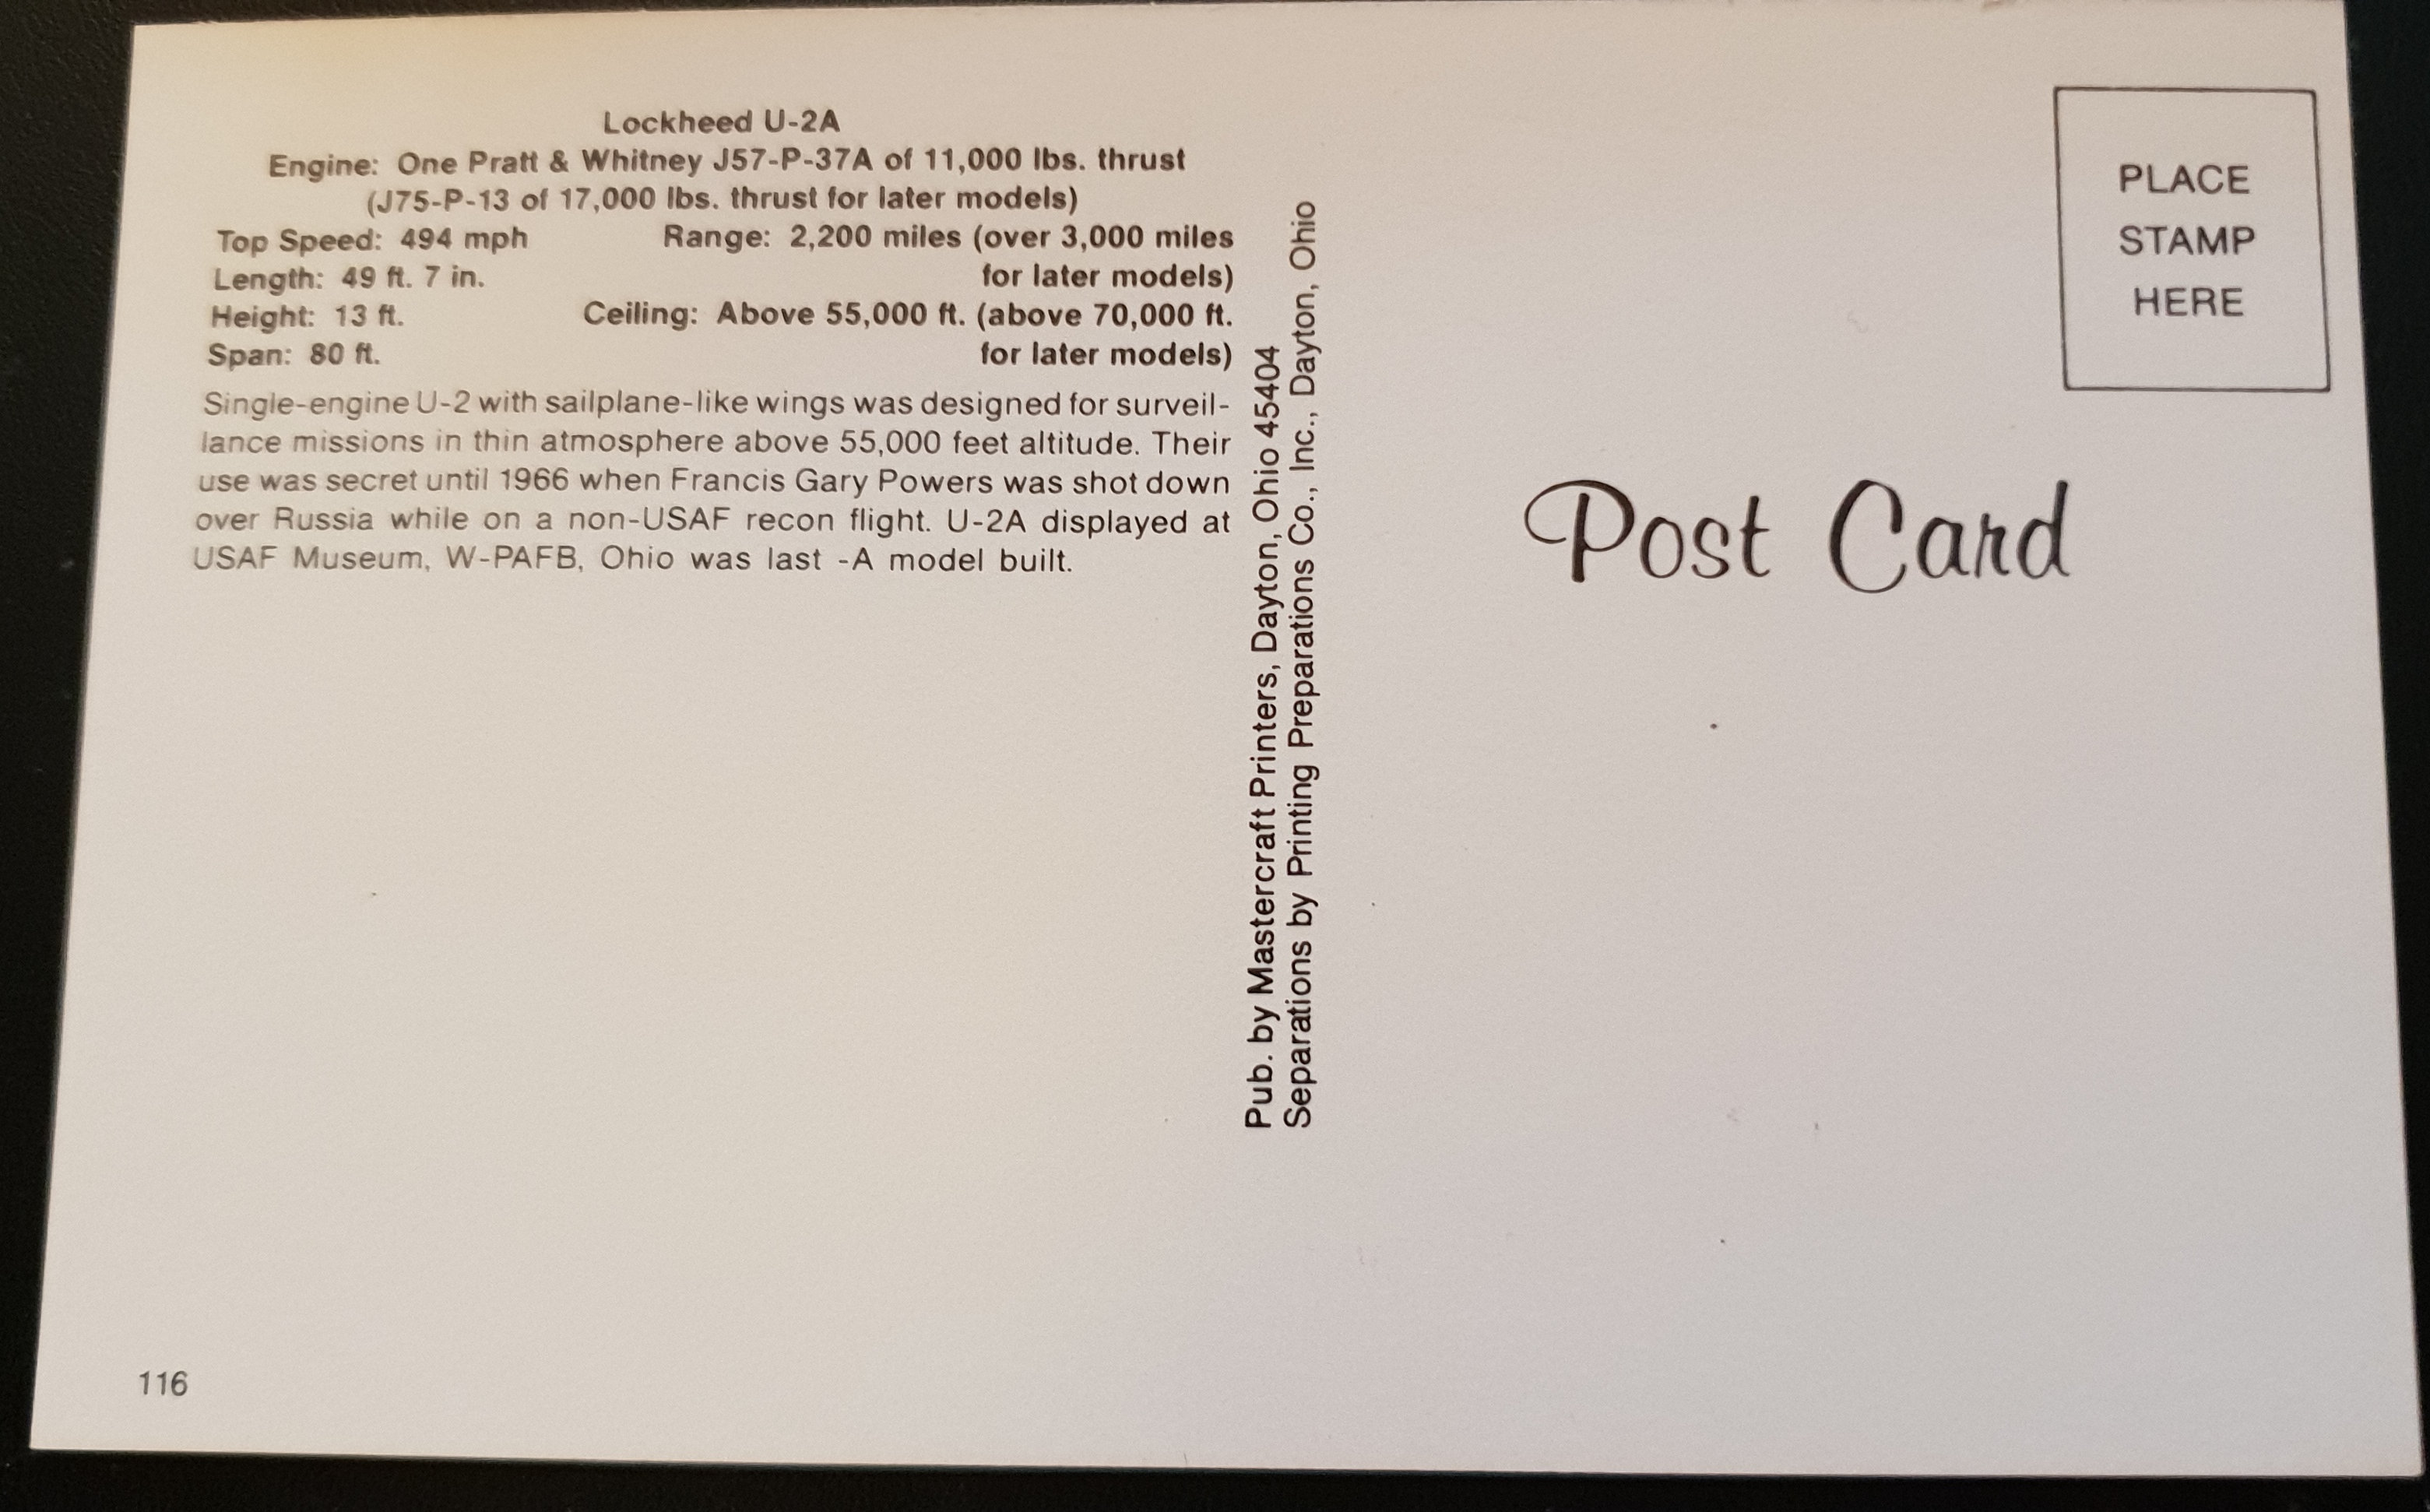 Lockheed U-2A
Engine: One Pratt & Whitney J57-P-37A of 11,000 lbs. thrust
(J75-P-13 of 17,000 lbs. thrust for later models)
Top Speed: 494 mph Range: 2,200 miles (over 3,000 miles
Length: 49 ft. 7 in. for later models)
Height: 13 ft. Ceiling: Above 55,000 ft. (above 70,000 ft.
Span: 80 ft. for later models)
Single-engine U-2 with sailplane-like wings was designed for surveil-
lance missions in thin atmosphere above 55,000 feet altitude. Their
use was secret until 1966 when Francis Gary Powers was shot down
over Russia while on a non-USAF recon flight. U-2A displayed at
USAF Museum, W-PAFB, Ohio was last -A model built.
116
Pub. by Mastercraft Printers, Dayton, Ohio 45404
Separations by Printing Preparations Co., Inc., Dayton, Ohio
PLACE
STAMP
HERE
Post Card